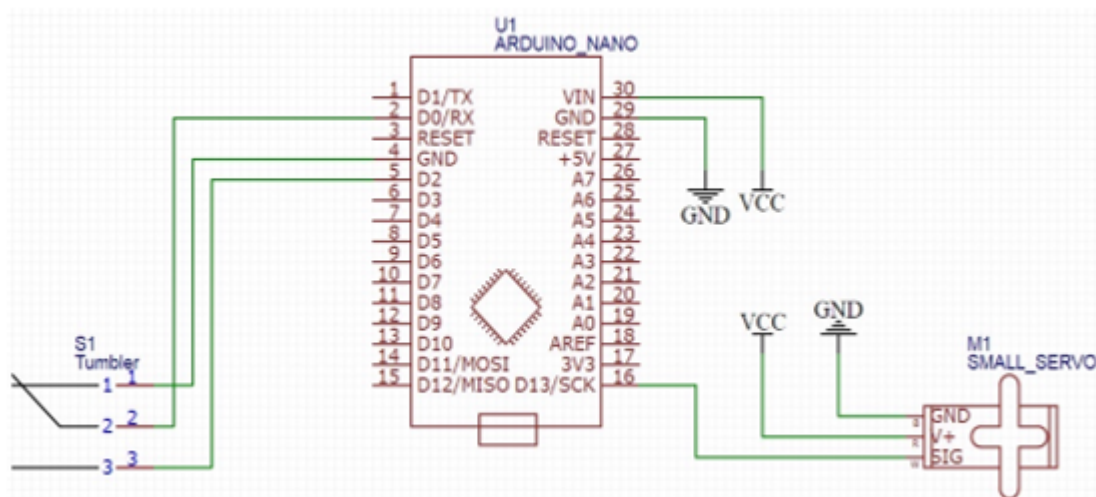 U1
ARDUINO_NANO
1 D1/TX VIN 30
2 D0/RX GND 29
3 RESET RESET 28
4 GND +5V 27
5 D2 A7 26
6 D3 A6 25
7 D4 A5 24
8 D5 A4 23
9 D6 A3 22
10 D7 A2 21
11 D8 A1 20
12 D9 A0 19
13 D10 AREF 18
14 D11/MOSI 3V3 17
15 D12/MISO D13/SCK 16
GND VCC
S1
Tumbler
1 1
2 2
3 3
VCC GND
M1
SMALL_SERVO
GND
R V+
SIG